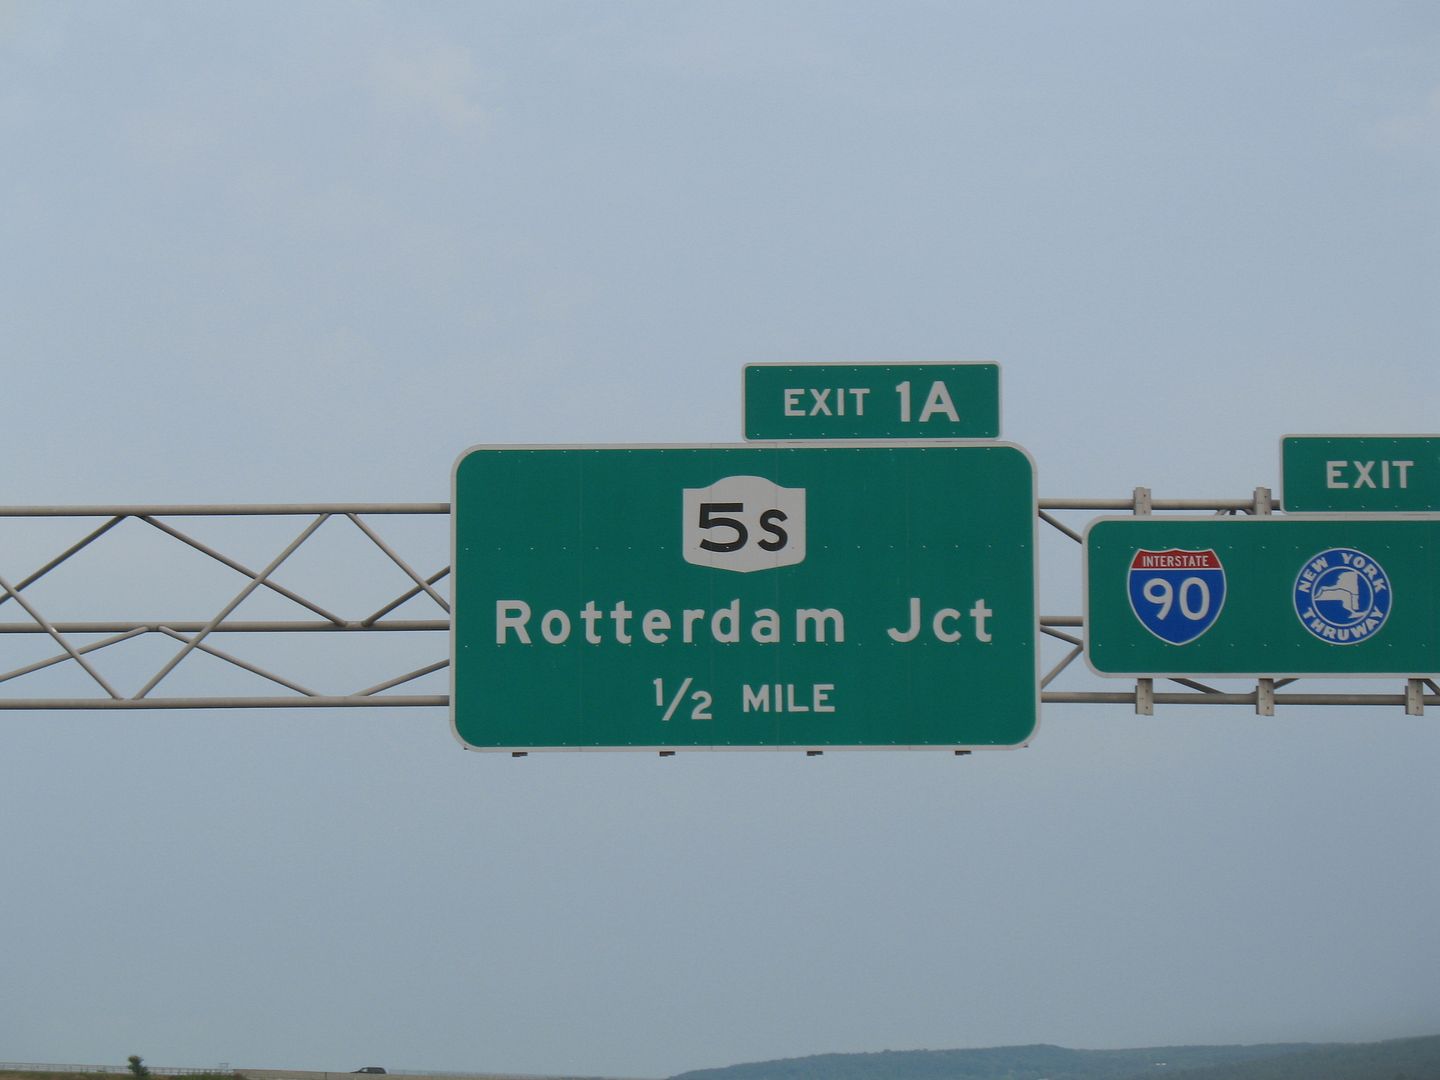 EXIT 1A
5S
Rotterdam Jct
1/2 MILE
EXIT
INTERSTATE
90
NEW YORK
THRUWAY